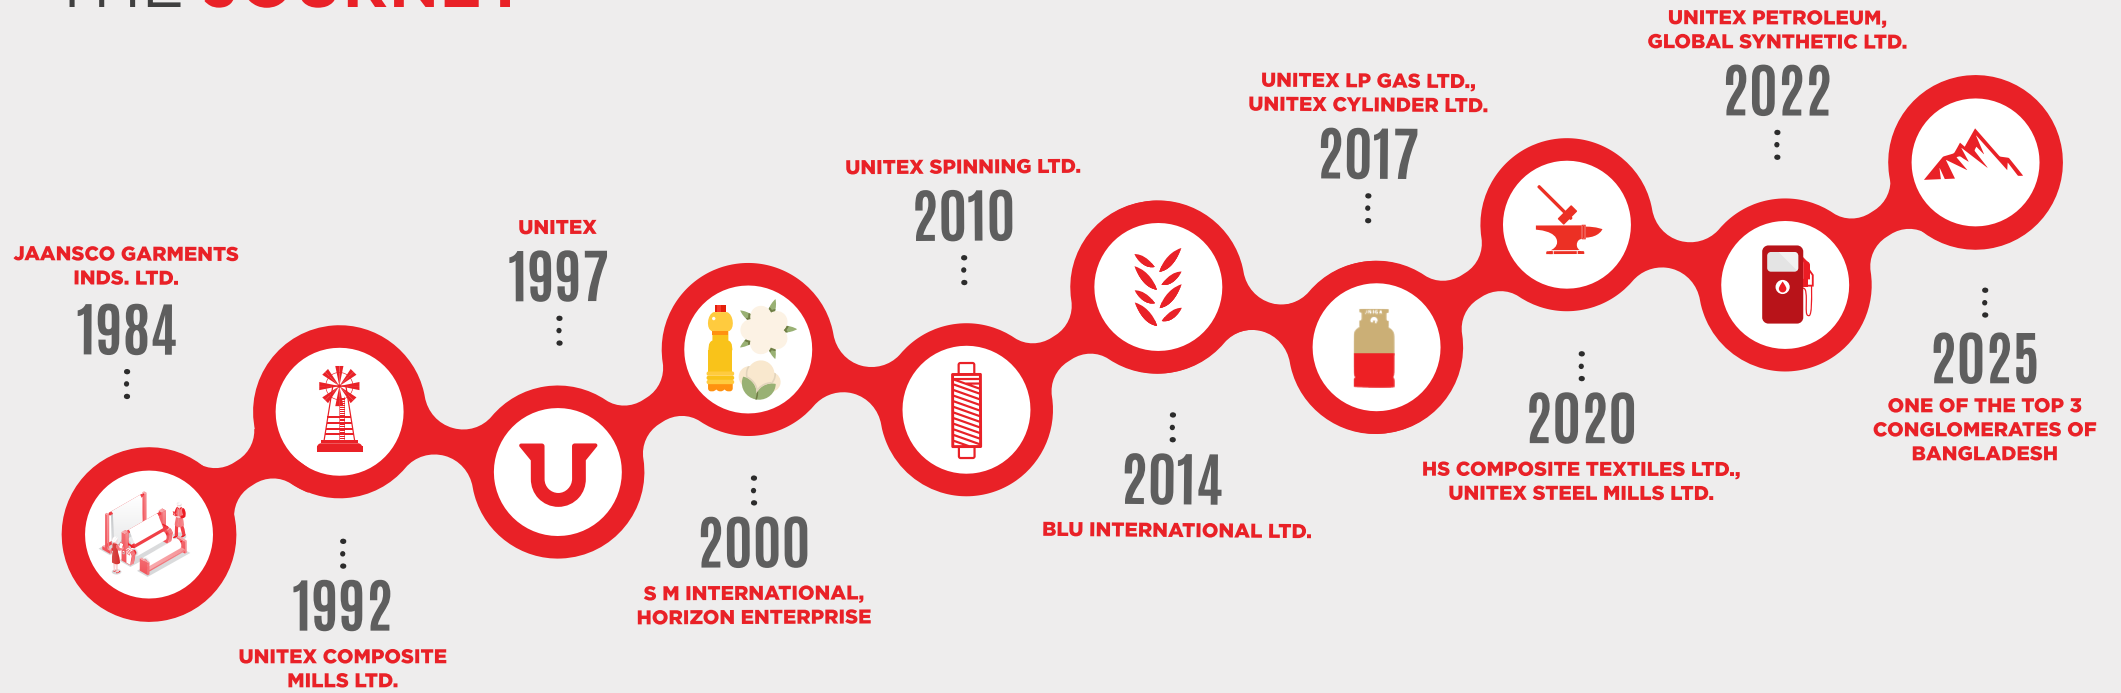 THE JOURNEY
JAANSCO GARMENTS
INDS. LTD.
1984
1992
UNITEX COMPOSITE
MILLS LTD.
UNITEX
1997
2000
S M INTERNATIONAL,
HORIZON ENTERPRISE
UNITEX SPINNING LTD.
2010
2014
BLU INTERNATIONAL LTD.
UNITEX LP GAS LTD.,
UNITEX CYLINDER LTD.
2017
2020
HS COMPOSITE TEXTILES LTD.,
UNITEX STEEL MILLS LTD.
UNITEX PETROLEUM,
GLOBAL SYNTHETIC LTD.
2022
2025
ONE OF THE TOP 3
CONGLOMERATES OF
BANGLADESH